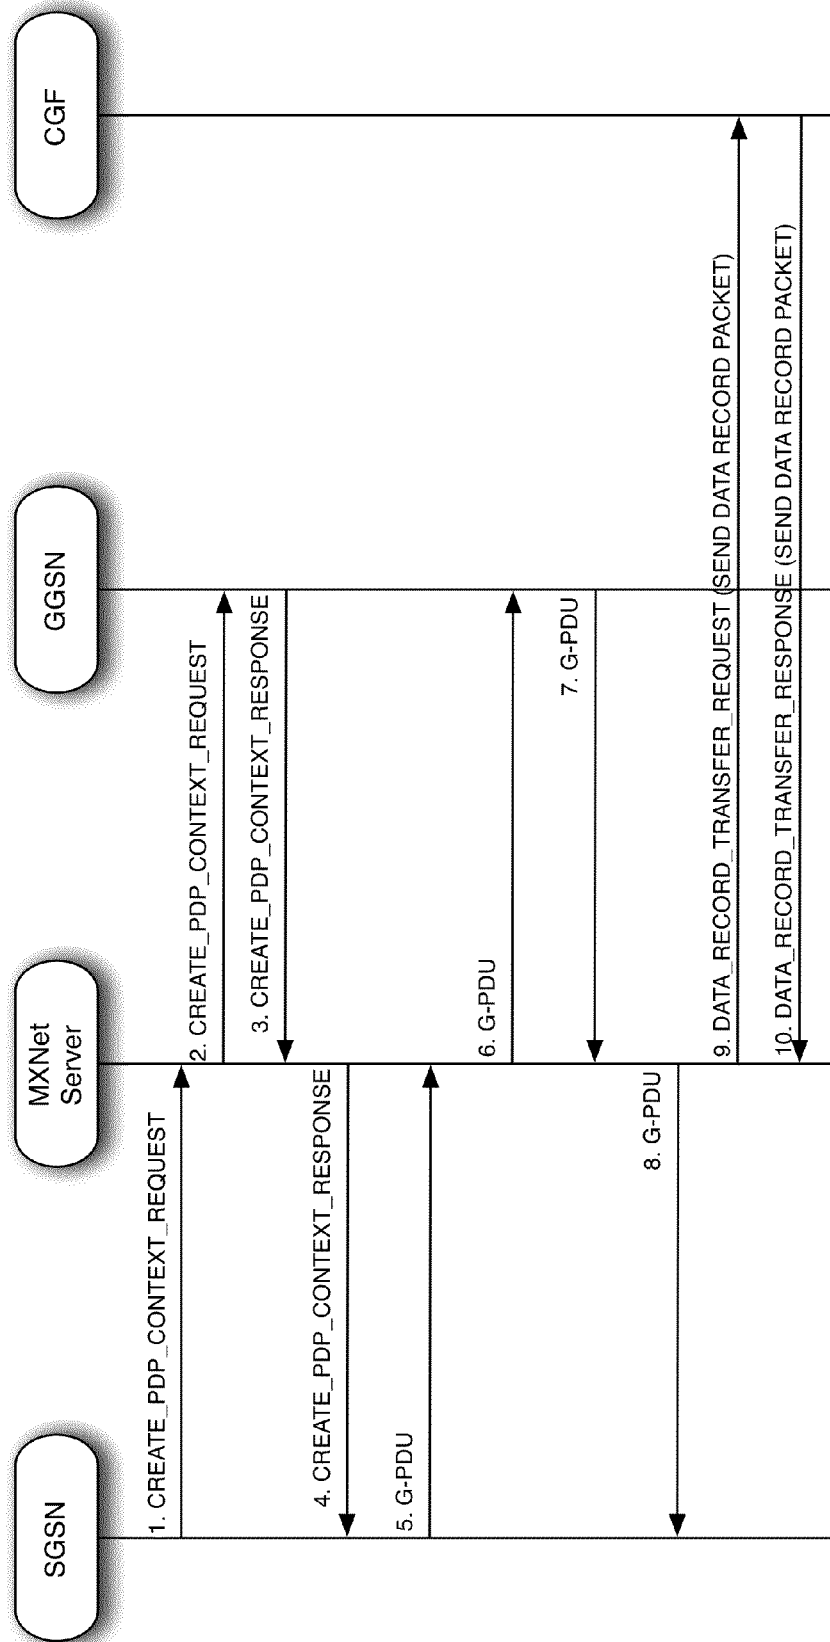 SGSN
MXNet
Server
GGSN
CGF
1. CREATE_PDP_CONTEXT_REQUEST
2. CREATE_PDP_CONTEXT_REQUEST
3. CREATE_PDP_CONTEXT_RESPONSE
4. CREATE_PDP_CONTEXT_RESPONSE
5. G-PDU
6. G-PDU
7. G-PDU
8. G-PDU
9. DATA_RECORD_TRANSFER_REQUEST (SEND DATA RECORD PACKET)
10. DATA_RECORD_TRANSFER_RESPONSE (SEND DATA RECORD PACKET)